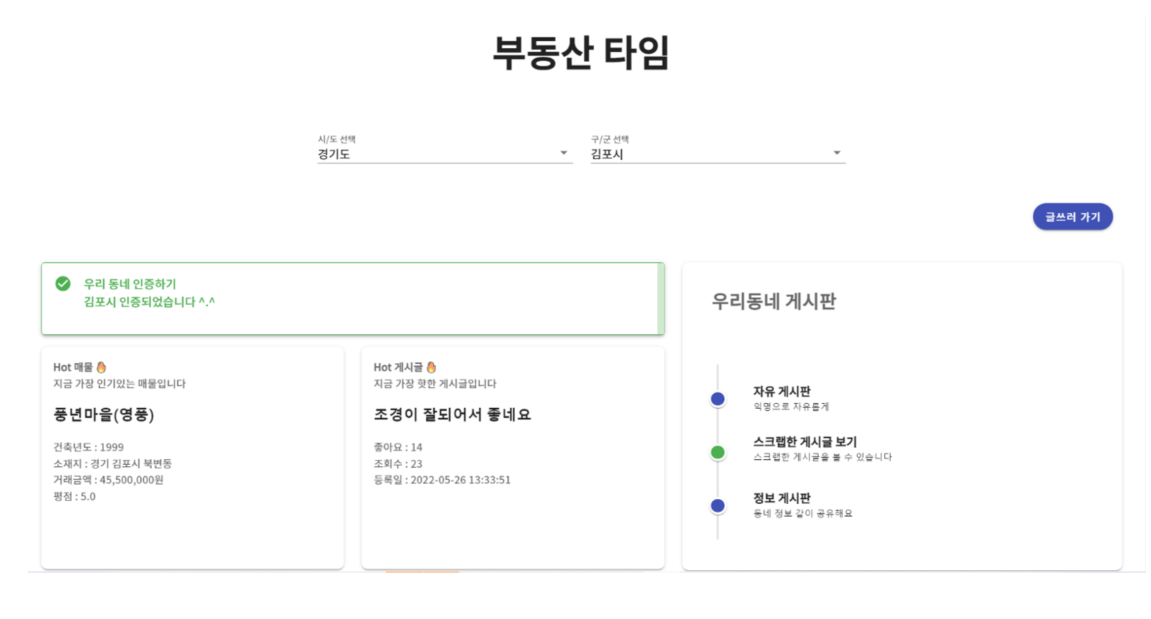 부동산 타임
시/도 선택
경기도
구/군 선택
김포시
글쓰러 가기
우리 동네 인증하기
김포시 인증되었습니다 ^.^
Hot 매물
지금 가장 인기있는 매물입니다
풍년마을(영풍)
건축년도 : 1999
소재지 : 경기 김포시 북변동
거래금액 : 45,500,000원
평점 : 5.0
Hot 게시글
지금 가장 핫한 게시글입니다
조경이 잘되어서 좋네요
좋아요 : 14
조회수 : 23
등록일 : 2022-05-26 13:33:51
우리동네 게시판
자유 게시판
익명으로 자유롭게
스크랩한 게시글 보기
스크랩한 게시글을 볼 수 있습니다
정보 게시판
동네 정보 같이 공유해요